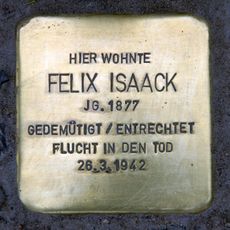 HIER WOHNTE
FELIX ISAACK
JG. 1877
GEDEMÜTIGT / ENTRECHTET
FLUCHT IN DEN TOD
26.3.1942